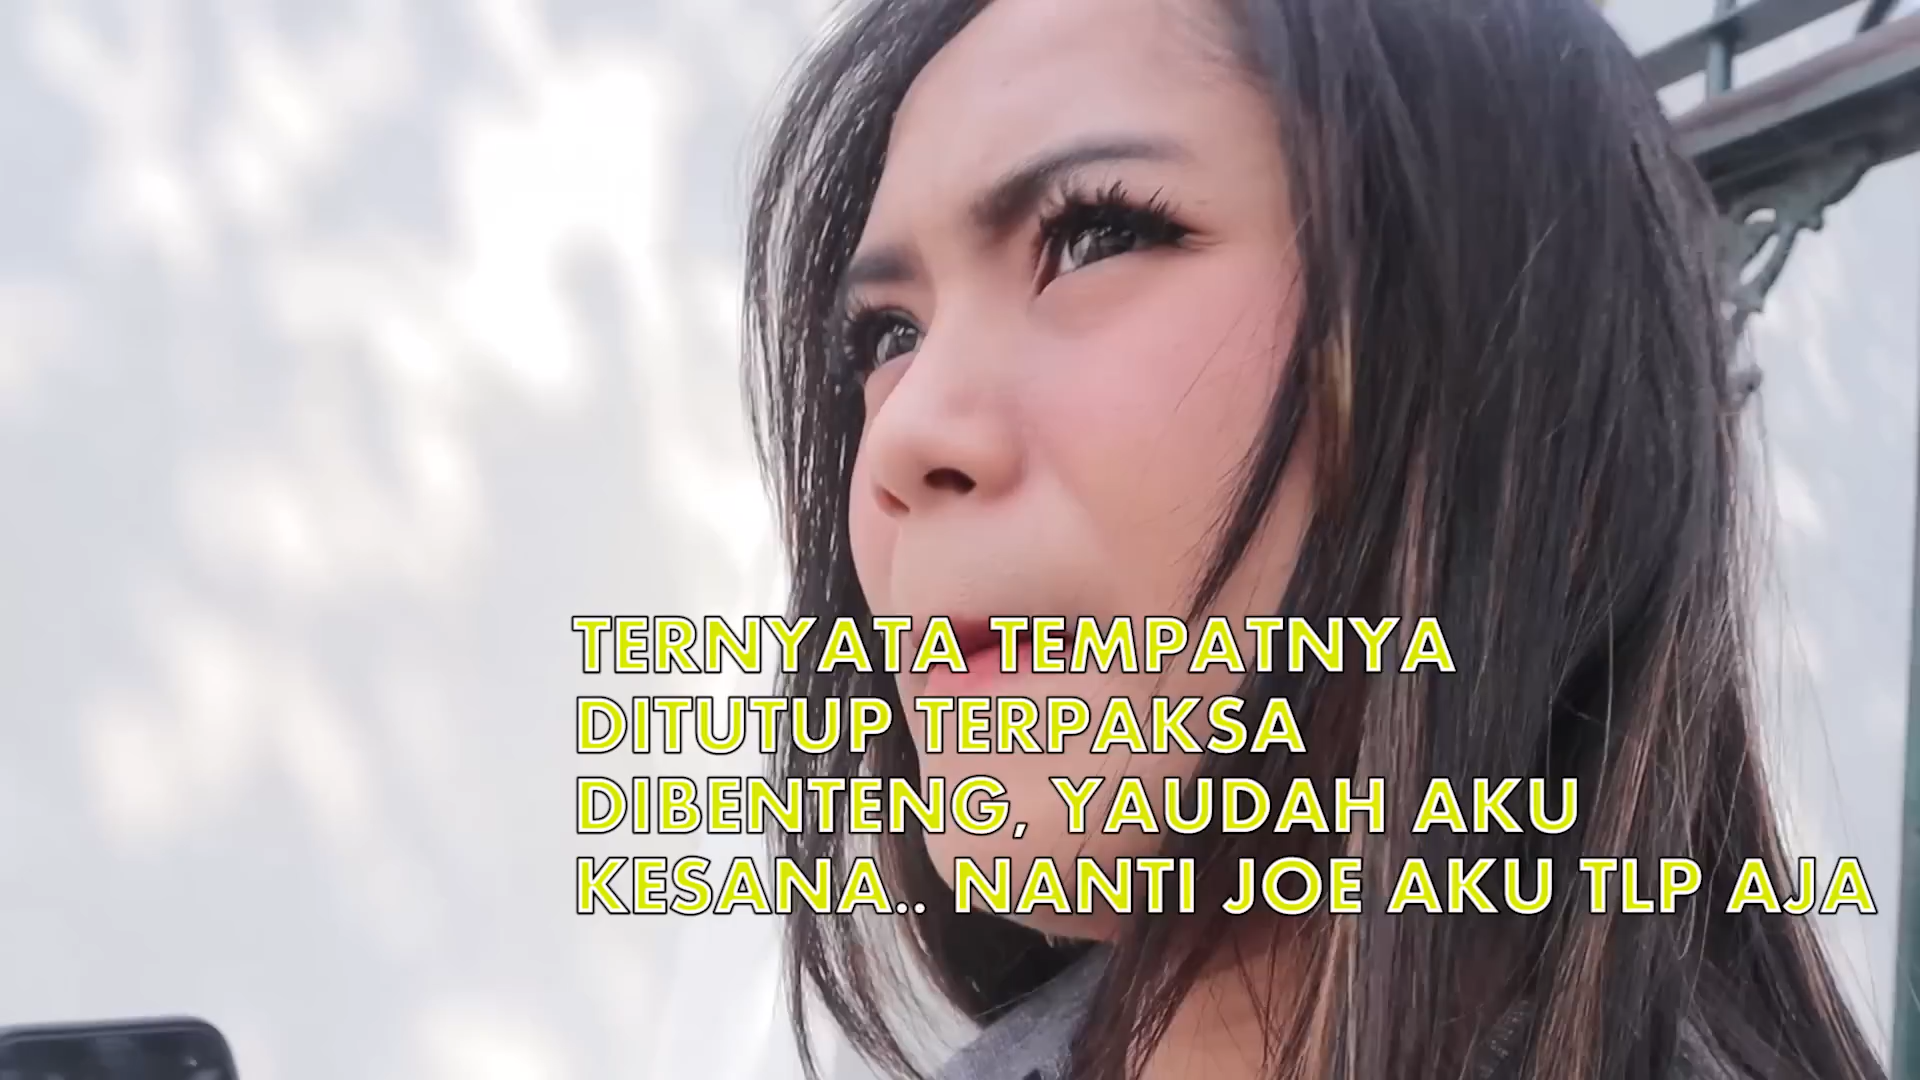 TERNYATA TEMPATNYA
DITUTUP TERPAKSA
DIBENTENG, YAUDAH AKU
KESANA.. NANTI JOE AKU TLP AJA